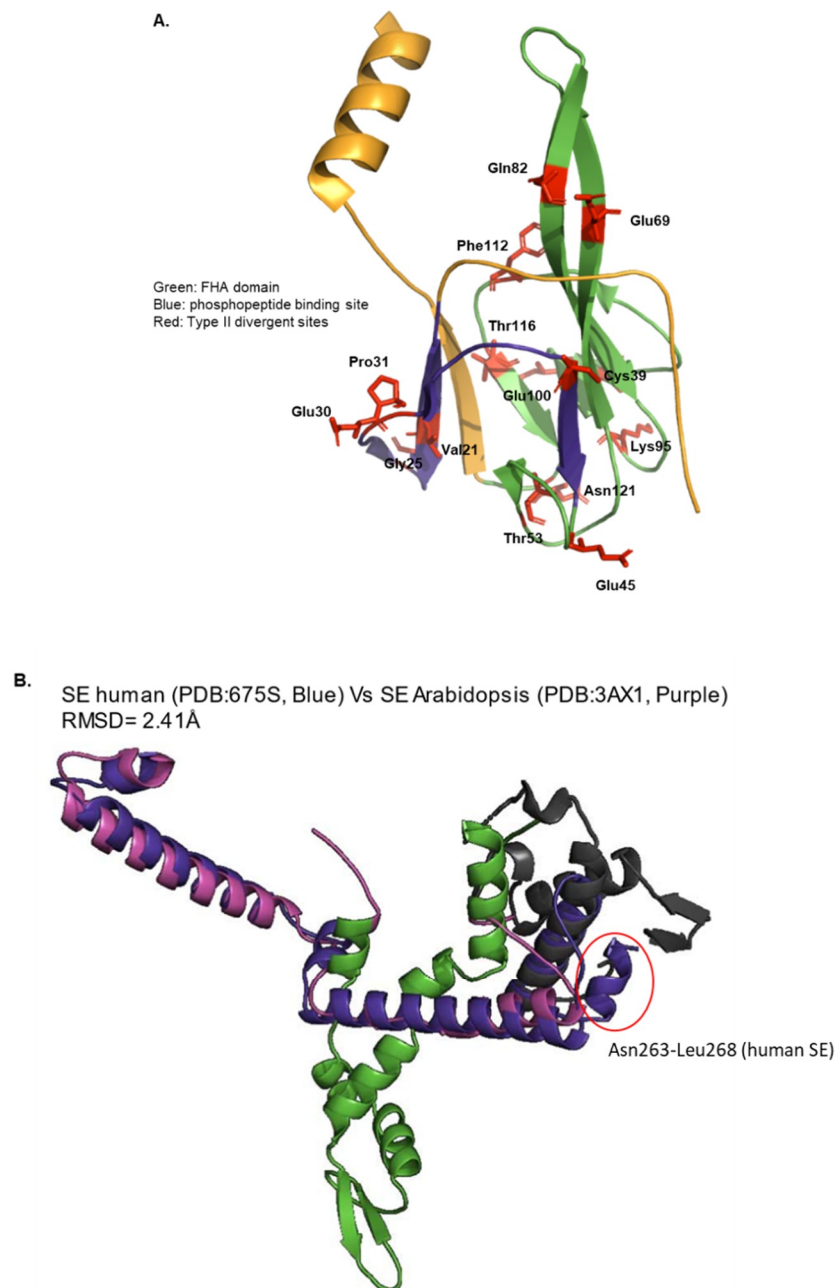 A.
Gln82
Glu69
Phe112
Green: FHA domain
Blue: phosphopeptide binding site
Red: Type II divergent sites
Thr116
Pro31
Cys39
Glu100
Glu30
Val21
Lys95
Gly25
Asn121
Thr53
Glu45
B.
SE human (PDB:675S, Blue) Vs SE Arabidopsis (PDB:3AX1, Purple)
RMSD= 2.41Å
Asn263-Leu268 (human SE)